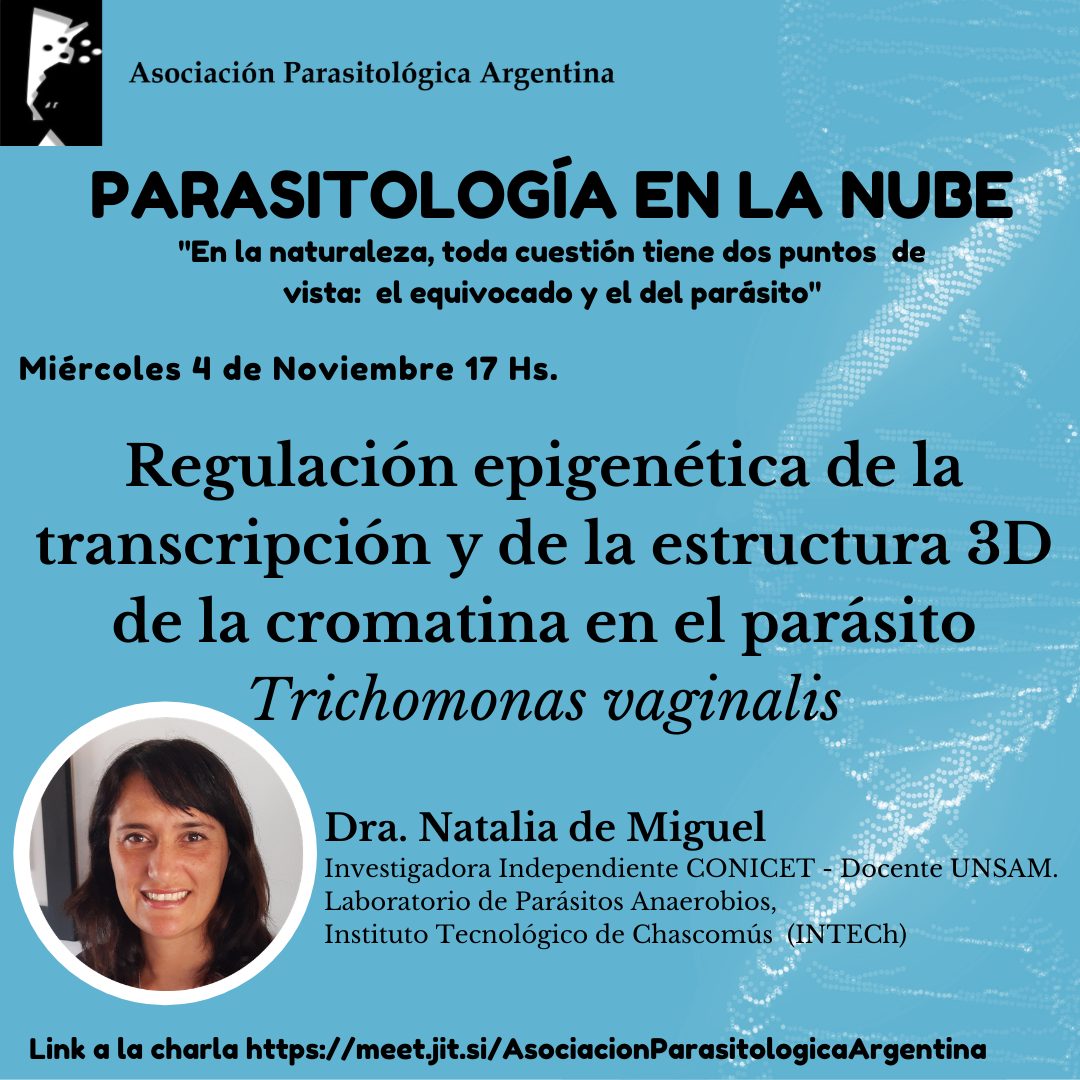 Asociación Parasitológica Argentina
PARASITOLOGÍA EN LA NUBE
"En la naturaleza, toda cuestión tiene dos puntos de
vista: el equivocado y el del parásito"
Miércoles 4 de Noviembre 17 Hs.
Regulación epigenética de la
transcripción y de la estructura 3D
de la cromatina en el parásito
Trichomonas vaginalis
Dra. Natalia de Miguel
Investigadora Independiente CONICET - Docente UNSAM.
Laboratorio de Parásitos Anaerobios,
Instituto Tecnológico de Chascomús (INTECh)
Link a la charla https://meet.jit.si/AsociacionParasitologicaArgentina